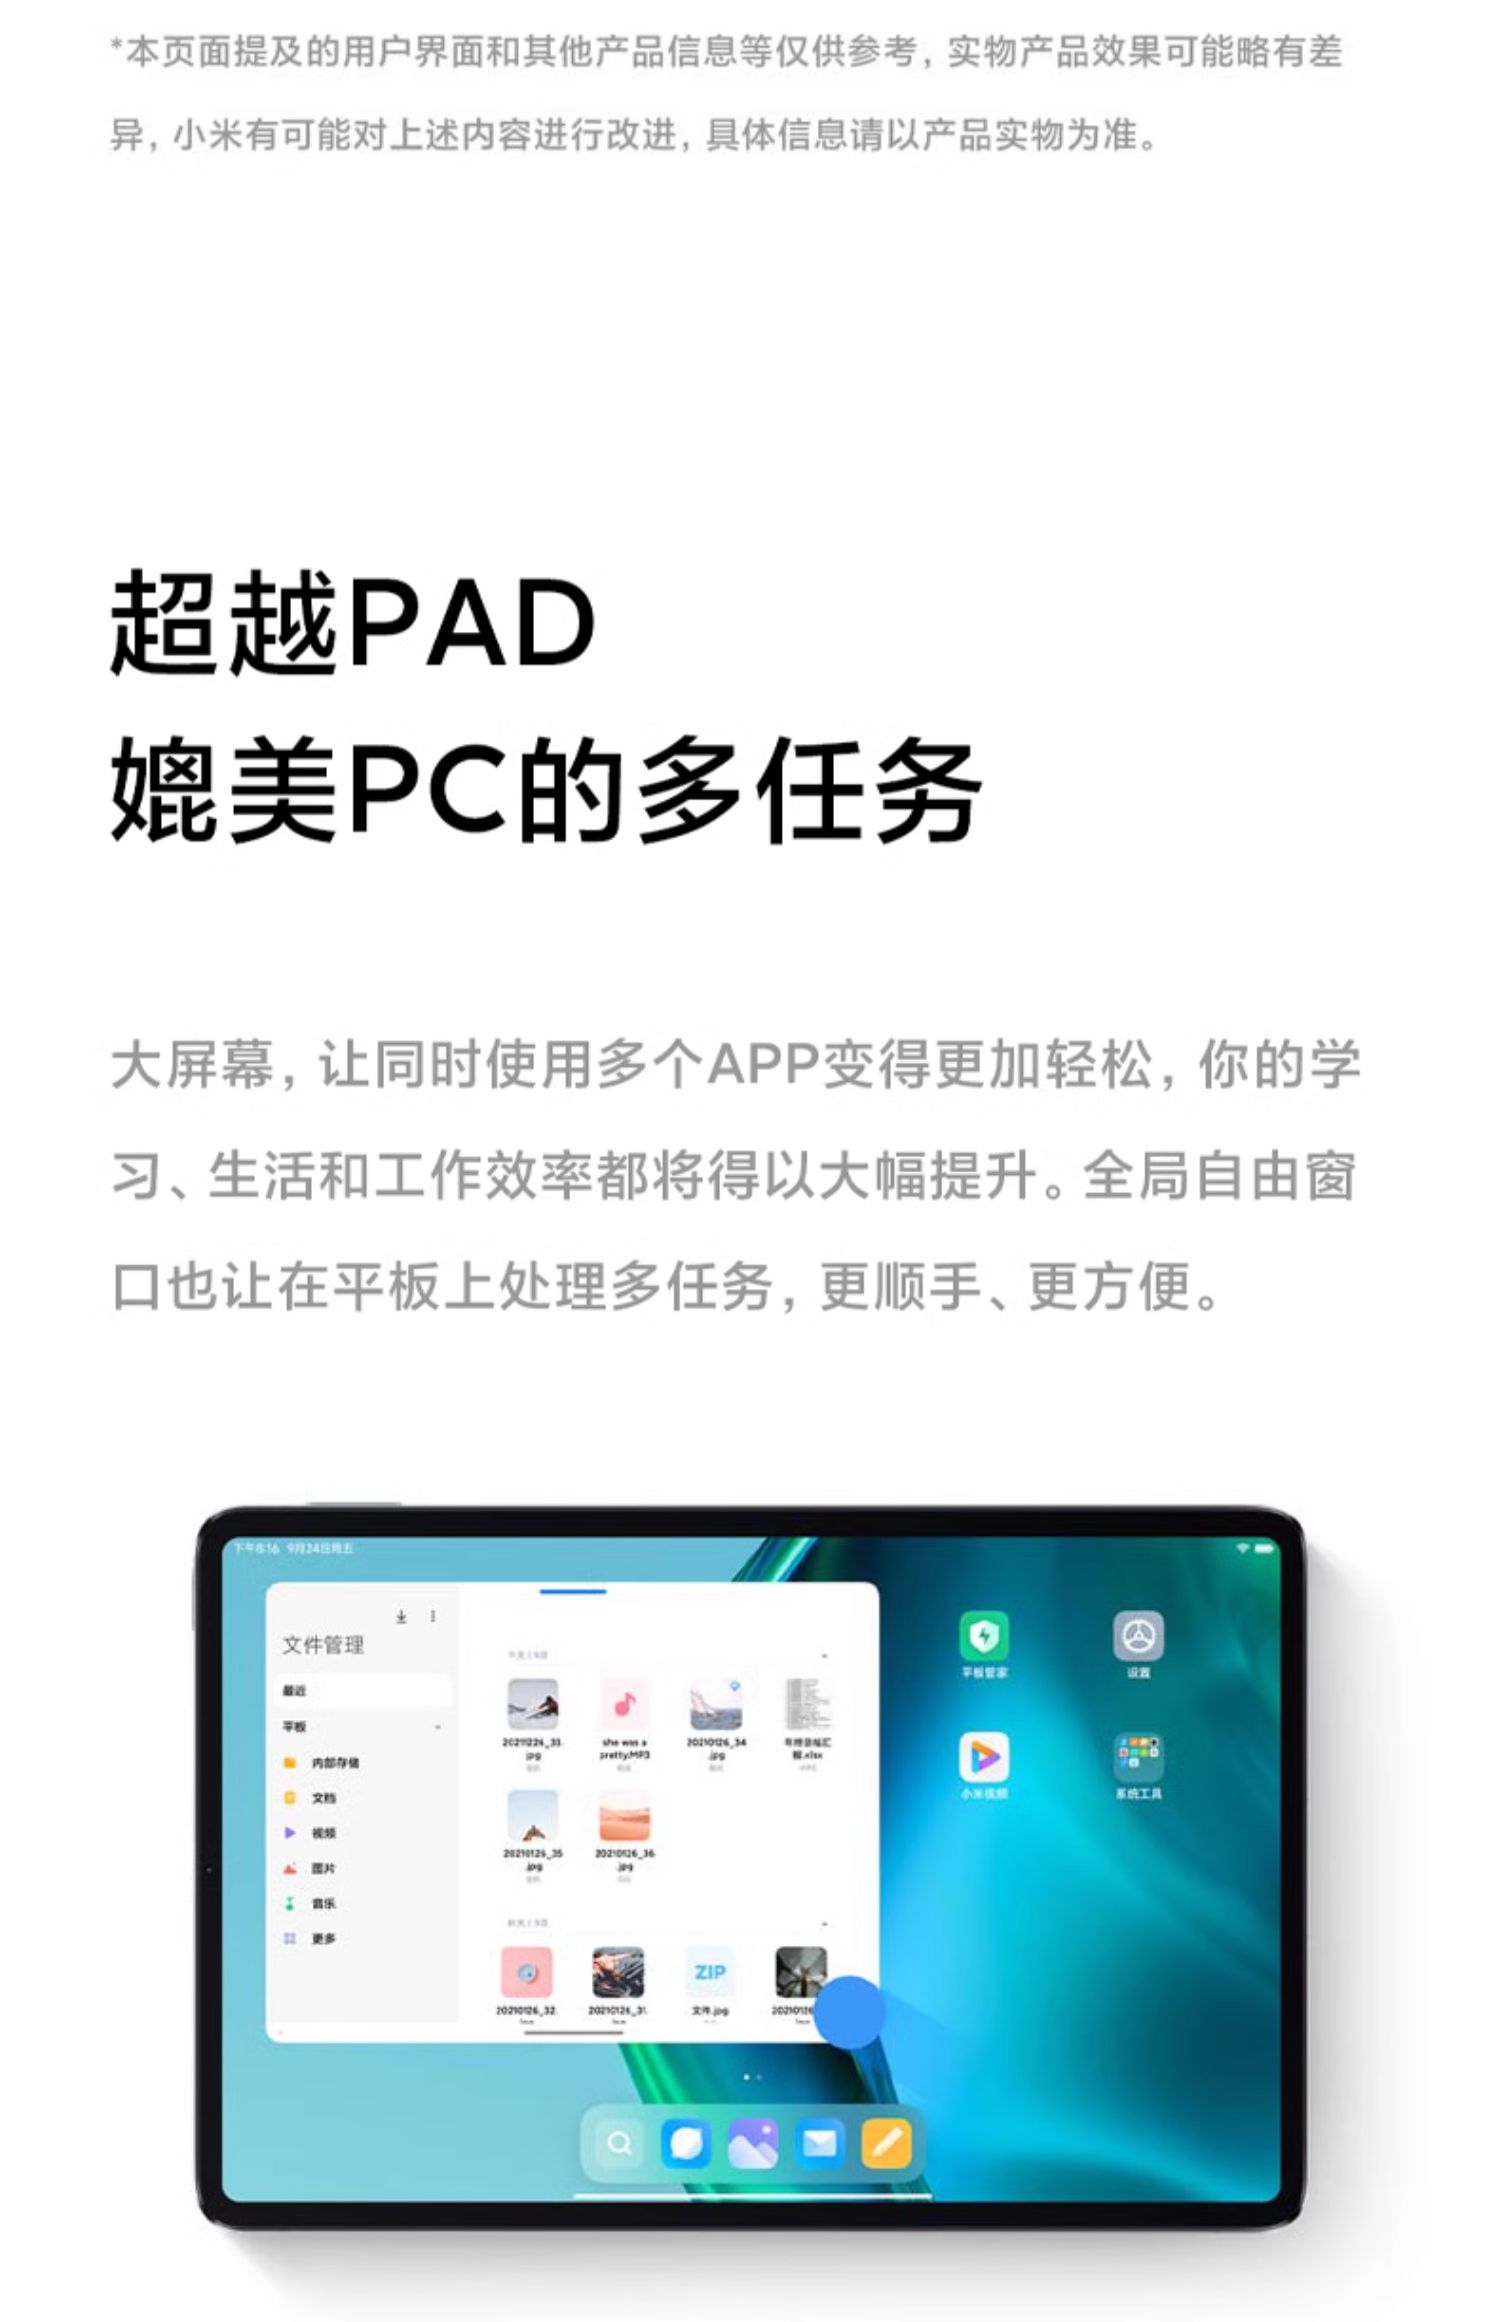 *本页面提及的用户界面和其他产品信息等仅供参考，实物产品效果可能略有差
异，小米有可能对上述内容进行改进，具体信息请以产品实物为准。
超越PAD
媲美PC的多任务
大屏幕，让同时使用多个APP变得更加轻松，你的学
习、生活和工作效率都将得以大幅提升。全局自由窗
口也让在平板上处理多任务，更顺手、更方便。
下午8:16 9月24日周五
文件管理
最近
平板
内部存储
文档
视频
图片
音乐
更多
20211226_33.
jpg
she was a
pretty.MP3
20210126_34
.jpg
20210126_35
.jpg
20210126_36
.jpg
20210126_32.
20210126_31.
ZIP
文件.jpg
平板管家
设置
小米视频
系统工具